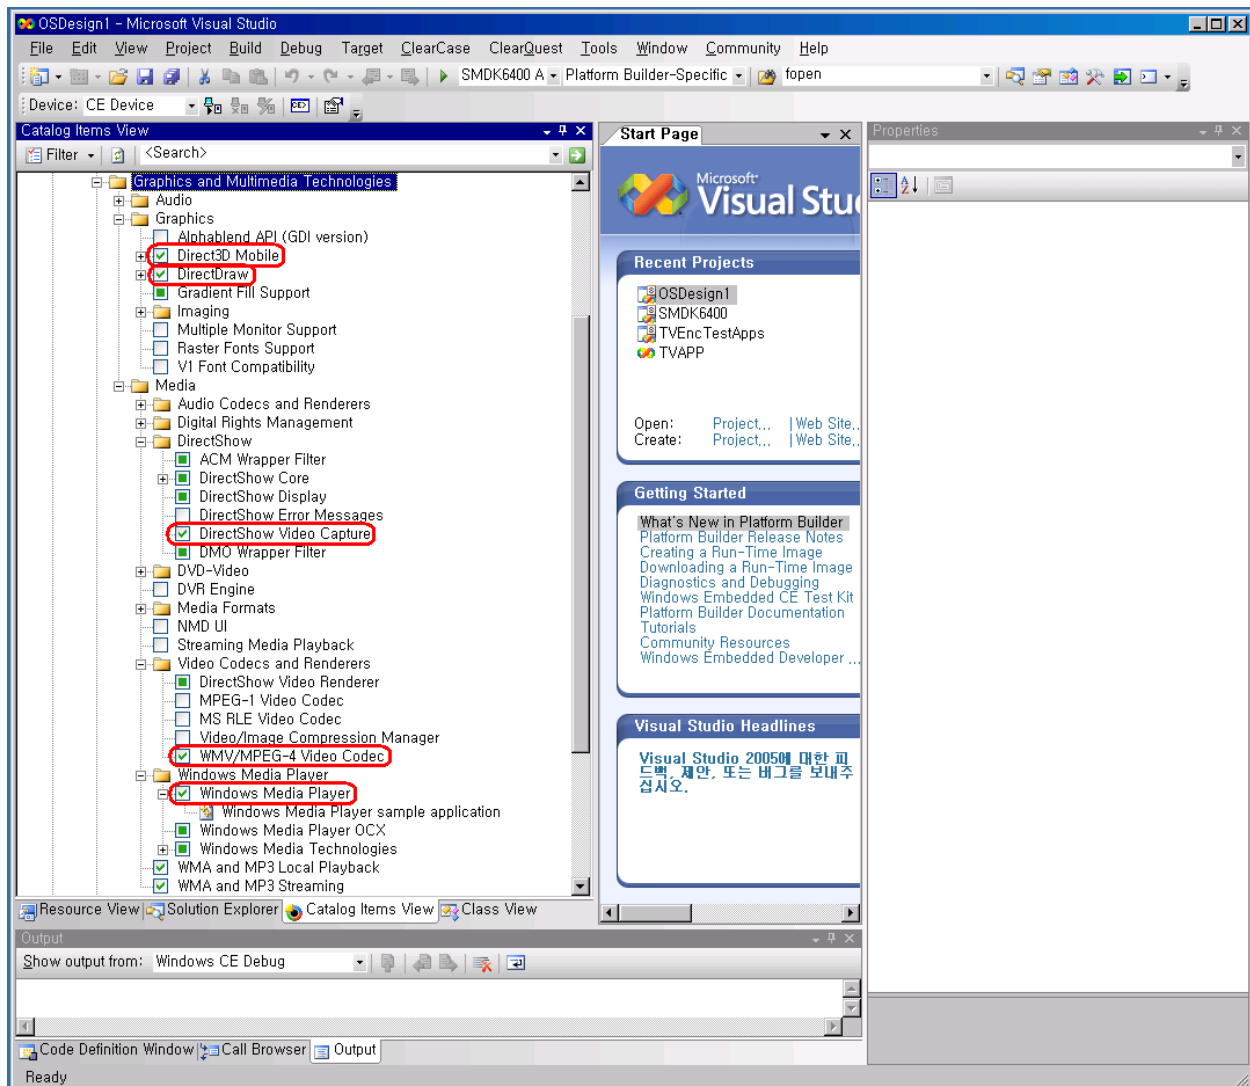 OSDesign1 - Microsoft Visual Studio
File Edit View Project Build Debug Target ClearCase ClearQuest Tools Window Community Help
SMDK6400 A Platform Builder-Specific fopen
Device: CE Device
Catalog Items View
Filter <Search>
Graphics and Multimedia Technologies
Audio
Graphics
Alphablend API (GDI version)
Direct3D Mobile
DirectDraw
Gradient Fill Support
Imaging
Multiple Monitor Support
Raster Fonts Support
V1 Font Compatibility
Media
Audio Codecs and Renderers
Digital Rights Management
DirectShow
ACM Wrapper Filter
DirectShow Core
DirectShow Display
DirectShow Error Messages
DirectShow Video Capture
DMO Wrapper Filter
DVD-Video
DVR Engine
Media Formats
NMD UI
Streaming Media Playback
Video Codecs and Renderers
DirectShow Video Renderer
MPEG-1 Video Codec
MS RLE Video Codec
Video/Image Compression Manager
WMV/MPEG-4 Video Codec
Windows Media Player
Windows Media Player
Windows Media Player sample application
Windows Media Player OCX
Windows Media Technologies
WMA and MP3 Local Playback
WMA and MP3 Streaming
Resource View Solution Explorer Catalog Items View Class View
Start Page
Microsoft
Visual Stu
Recent Projects
OSDesign1
SMDK6400
TVEncTestApps
TVAPP
Open: Project... | Web Site..
Create: Project... | Web Site..
Getting Started
What's New in Platform Builder
Platform Builder Release Notes
Creating a Run-Time Image
Downloading a Run-Time Image
Diagnostics and Debugging
Windows Embedded CE Test Kit
Platform Builder Documentation
Tutorials
Community Resources
Windows Embedded Developer ...
Visual Studio Headlines
Visual Studio 2005에 대한 피
드백, 제안, 또는 버그를 보내주
십시오.
Properties
Output
Show output from: Windows CE Debug
Code Definition Window Call Browser Output
Ready